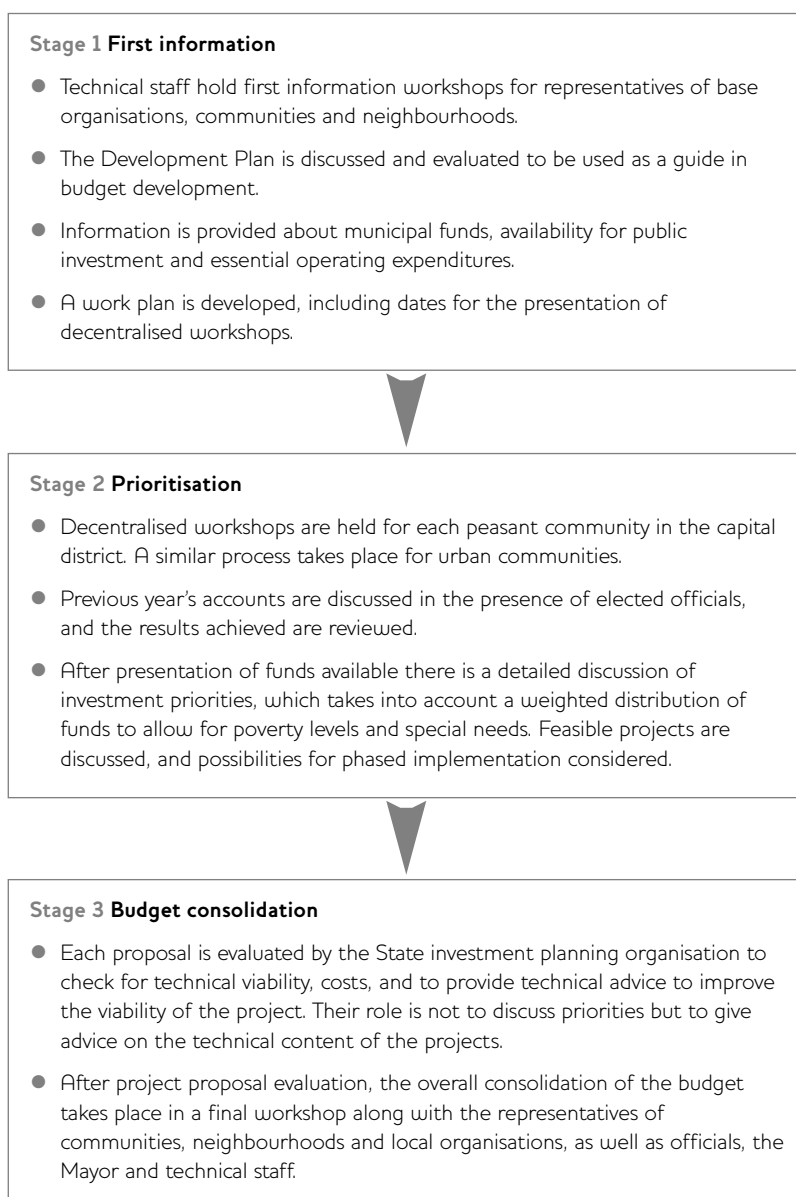 Stage 1 First information
● Technical staff hold first information workshops for representatives of base
organisations, communities and neighbourhoods.
● The Development Plan is discussed and evaluated to be used as a guide in
budget development.
● Information is provided about municipal funds, availability for public
investment and essential operating expenditures.
● A work plan is developed, including dates for the presentation of
decentralised workshops.
Stage 2 Prioritisation
● Decentralised workshops are held for each peasant community in the capital
district. A similar process takes place for urban communities.
● Previous year's accounts are discussed in the presence of elected officials,
and the results achieved are reviewed.
● After presentation of funds available there is a detailed discussion of
investment priorities, which takes into account a weighted distribution of
funds to allow for poverty levels and special needs. Feasible projects are
discussed, and possibilities for phased implementation considered.
Stage 3 Budget consolidation
● Each proposal is evaluated by the State investment planning organisation to
check for technical viability, costs, and to provide technical advice to improve
the viability of the project. Their role is not to discuss priorities but to give
advice on the technical content of the projects.
● After project proposal evaluation, the overall consolidation of the budget
takes place in a final workshop along with the representatives of
communities, neighbourhoods and local organisations, as well as officials, the
Mayor and technical staff.